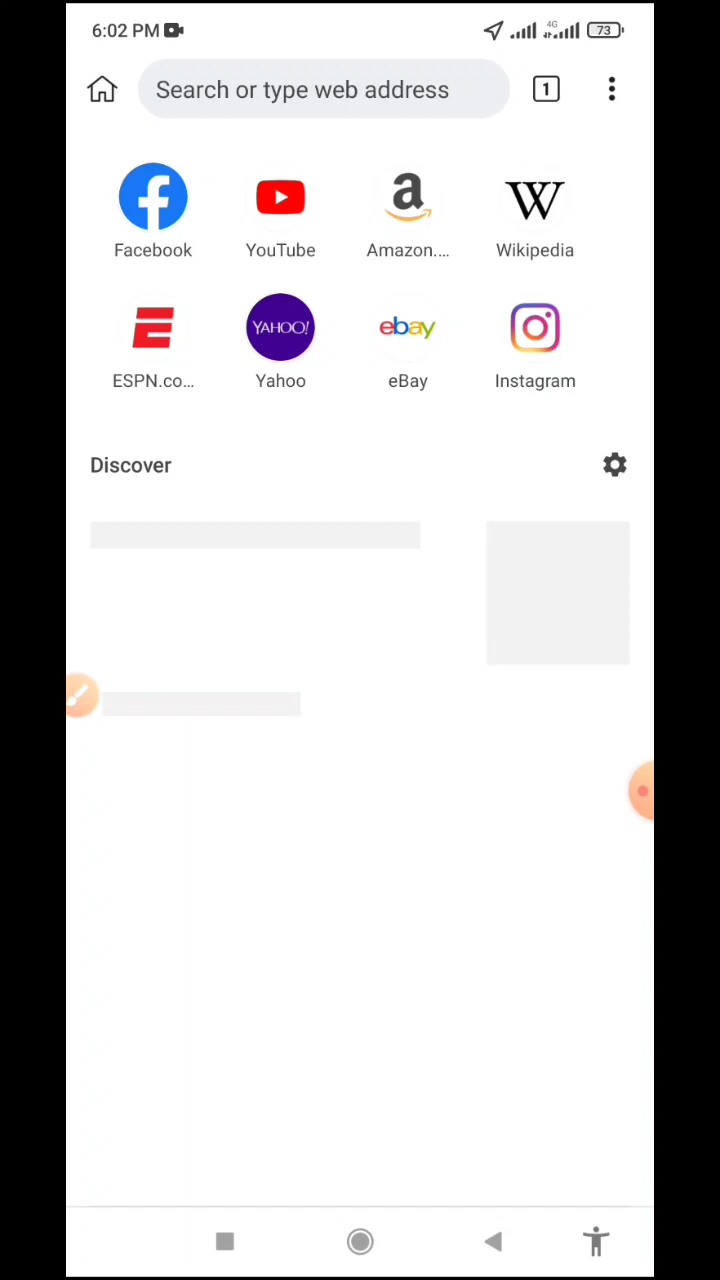 6:02 PM 4G 73
Search or type web address 1
Facebook YouTube Amazon.... Wikipedia
YAHOO! ebay
ESPN.co... Yahoo eBay Instagram
Discover